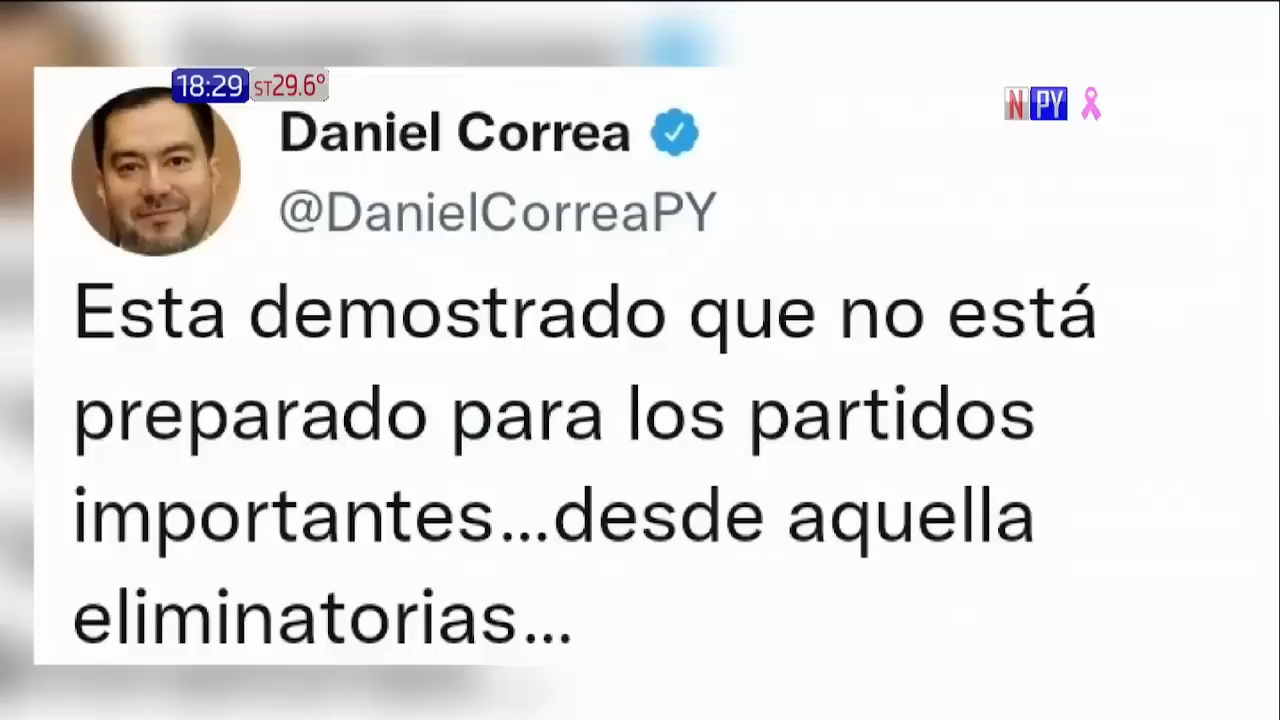 18:29 ST29.6°
N PY
Daniel Correa
@DanielCorreaPY
Esta demostrado que no está
preparado para los partidos
importantes...desde aquella
eliminatorias...